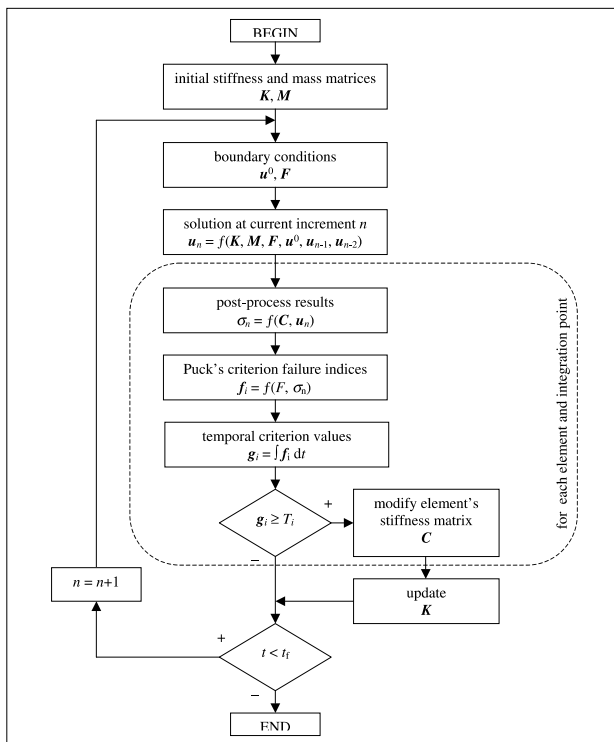 BEGIN
initial stiffness and mass matrices
K, M
boundary conditions
u⁰, F
solution at current increment n
uₙ = f(K, M, F, u⁰, uₙ₋₁, uₙ₋₂)
post-process results
σₙ = f(C, uₙ)
Puck's criterion failure indices
fᵢ = f(F, σₙ)
temporal criterion values
gᵢ = ∫ fᵢ dt
gᵢ ≥ Tᵢ
+
−
modify element's
stiffness matrix
C
for each element and integration point
update
K
n = n+1
t < t_f
+
−
END